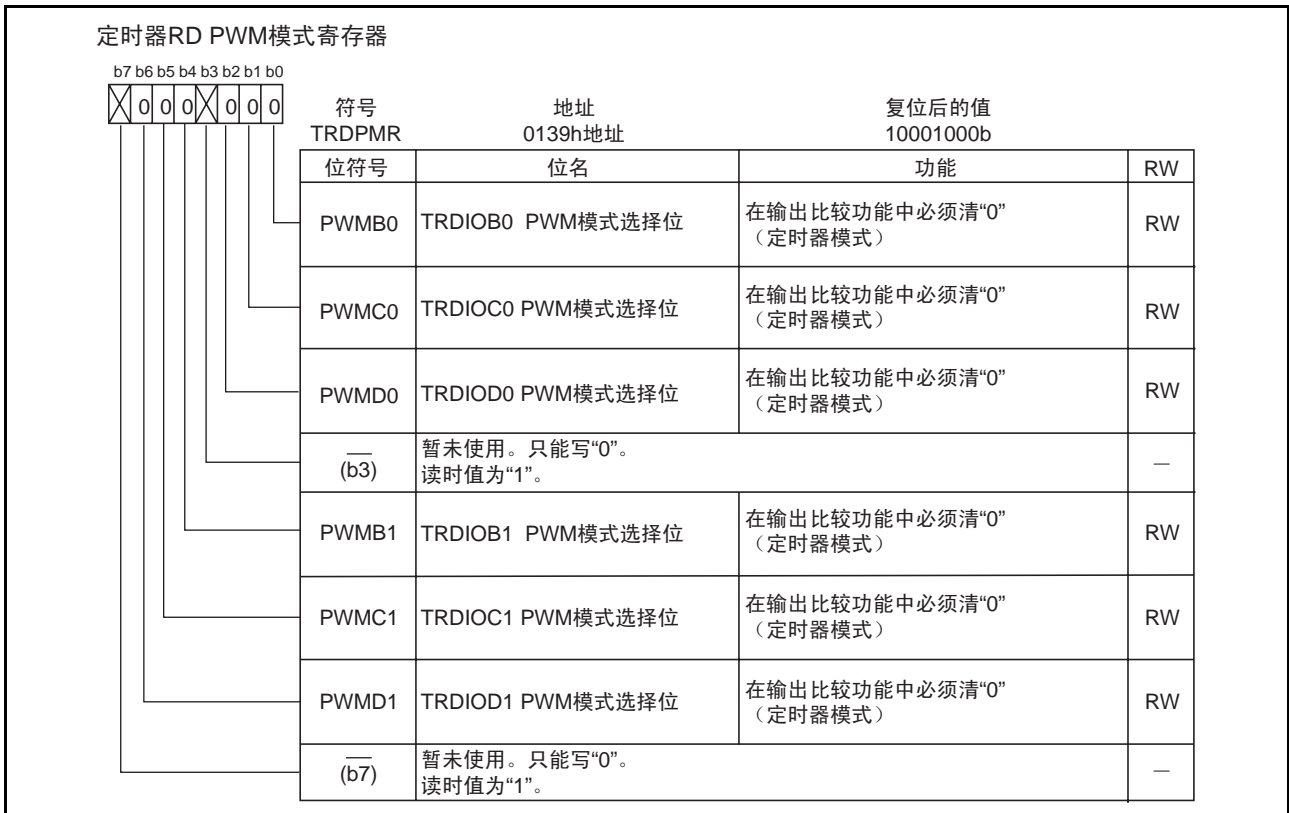 定时器RD PWM模式寄存器
b7 b6 b5 b4 b3 b2 b1 b0
0 0 0 0 0 0
符号 地址 复位后的值
TRDPMR 0139h地址 10001000b
位符号 位名 功能 RW
PWMB0 TRDIOB0 PWM模式选择位 在输出比较功能中必须清“0”
（定时器模式） RW
PWMC0 TRDIOC0 PWM模式选择位 在输出比较功能中必须清“0”
（定时器模式） RW
PWMD0 TRDIOD0 PWM模式选择位 在输出比较功能中必须清“0”
（定时器模式） RW
— (b3) 暂未使用。只能写“0”。
读时值为“1”。 —
PWMB1 TRDIOB1 PWM模式选择位 在输出比较功能中必须清“0”
（定时器模式） RW
PWMC1 TRDIOC1 PWM模式选择位 在输出比较功能中必须清“0”
（定时器模式） RW
PWMD1 TRDIOD1 PWM模式选择位 在输出比较功能中必须清“0”
（定时器模式） RW
— (b7) 暂未使用。只能写“0”。
读时值为“1”。 —